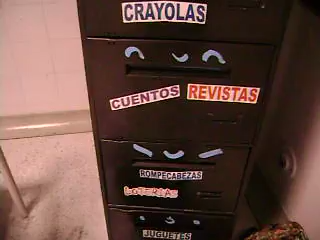 CRAYOLAS
CUENTOS REVISTAS
ROMPECABEZAS
LOTERIAS
JUGUETES